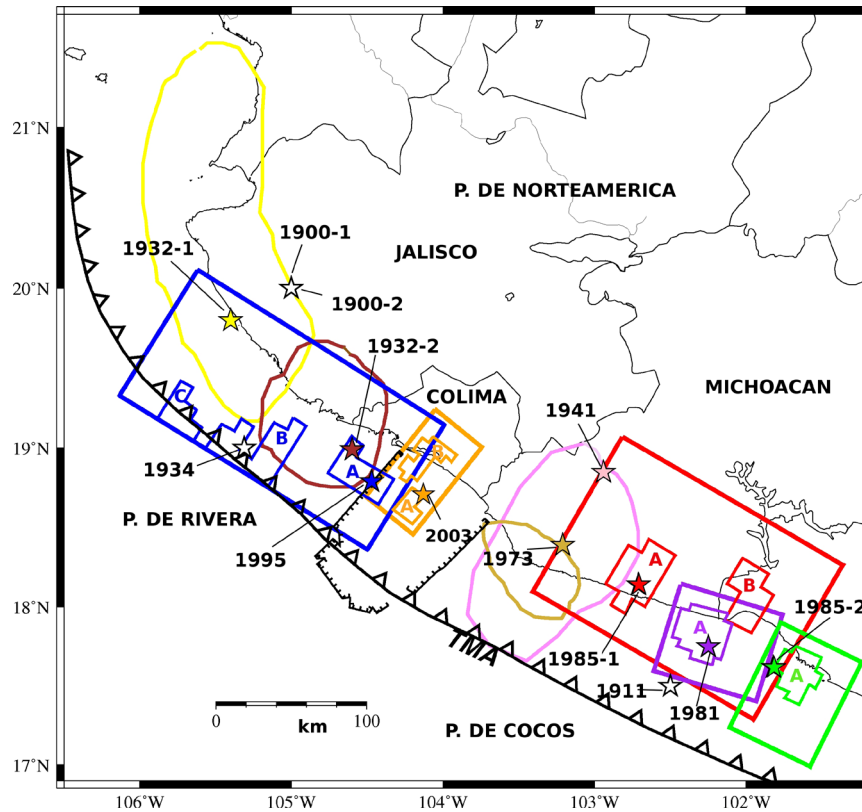 21°N
P. DE NORTEAMERICA
1900-1
1932-1
JALISCO
20°N
1900-2
1932-2
COLIMA
MICHOACAN
C
1941
19°N
B
B
1934
A
A
A
P. DE RIVERA
1995
2003
1973
B
18°N
1985-2
A
TMA
1985-1
A
1911
1981
0
100
km
P. DE COCOS
17°N
106°W
105°W
104°W
103°W
102°W